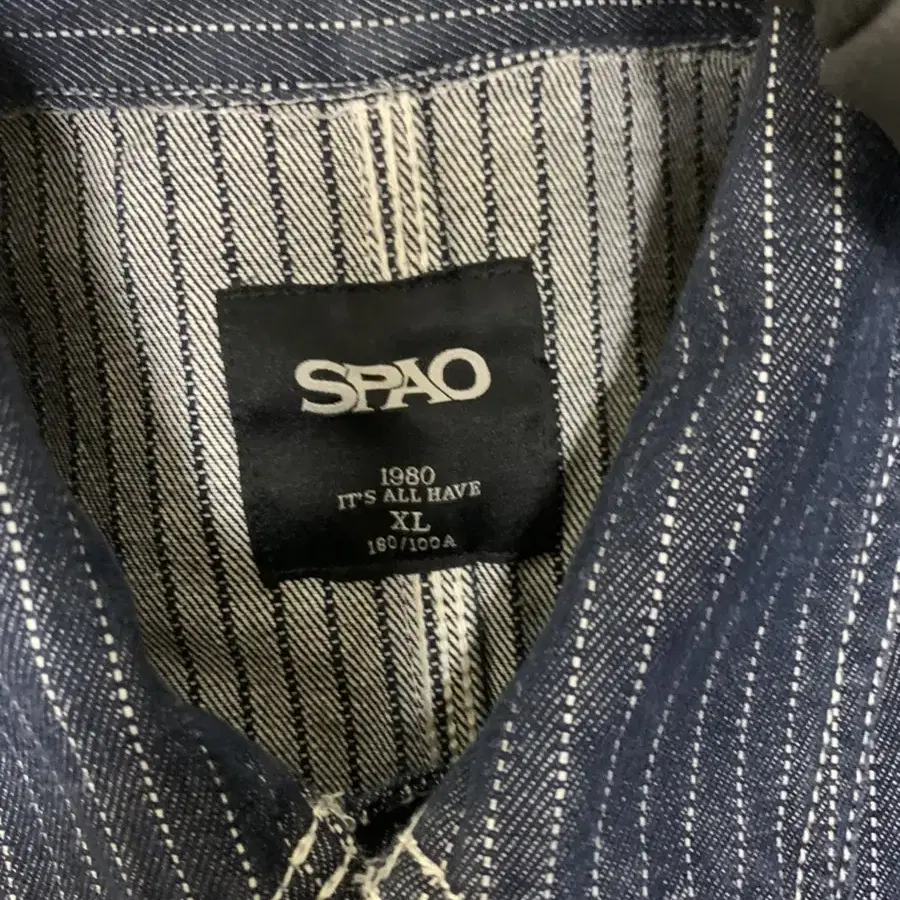 SPAO
1980
IT'S ALL HAVE
XL
180/100A